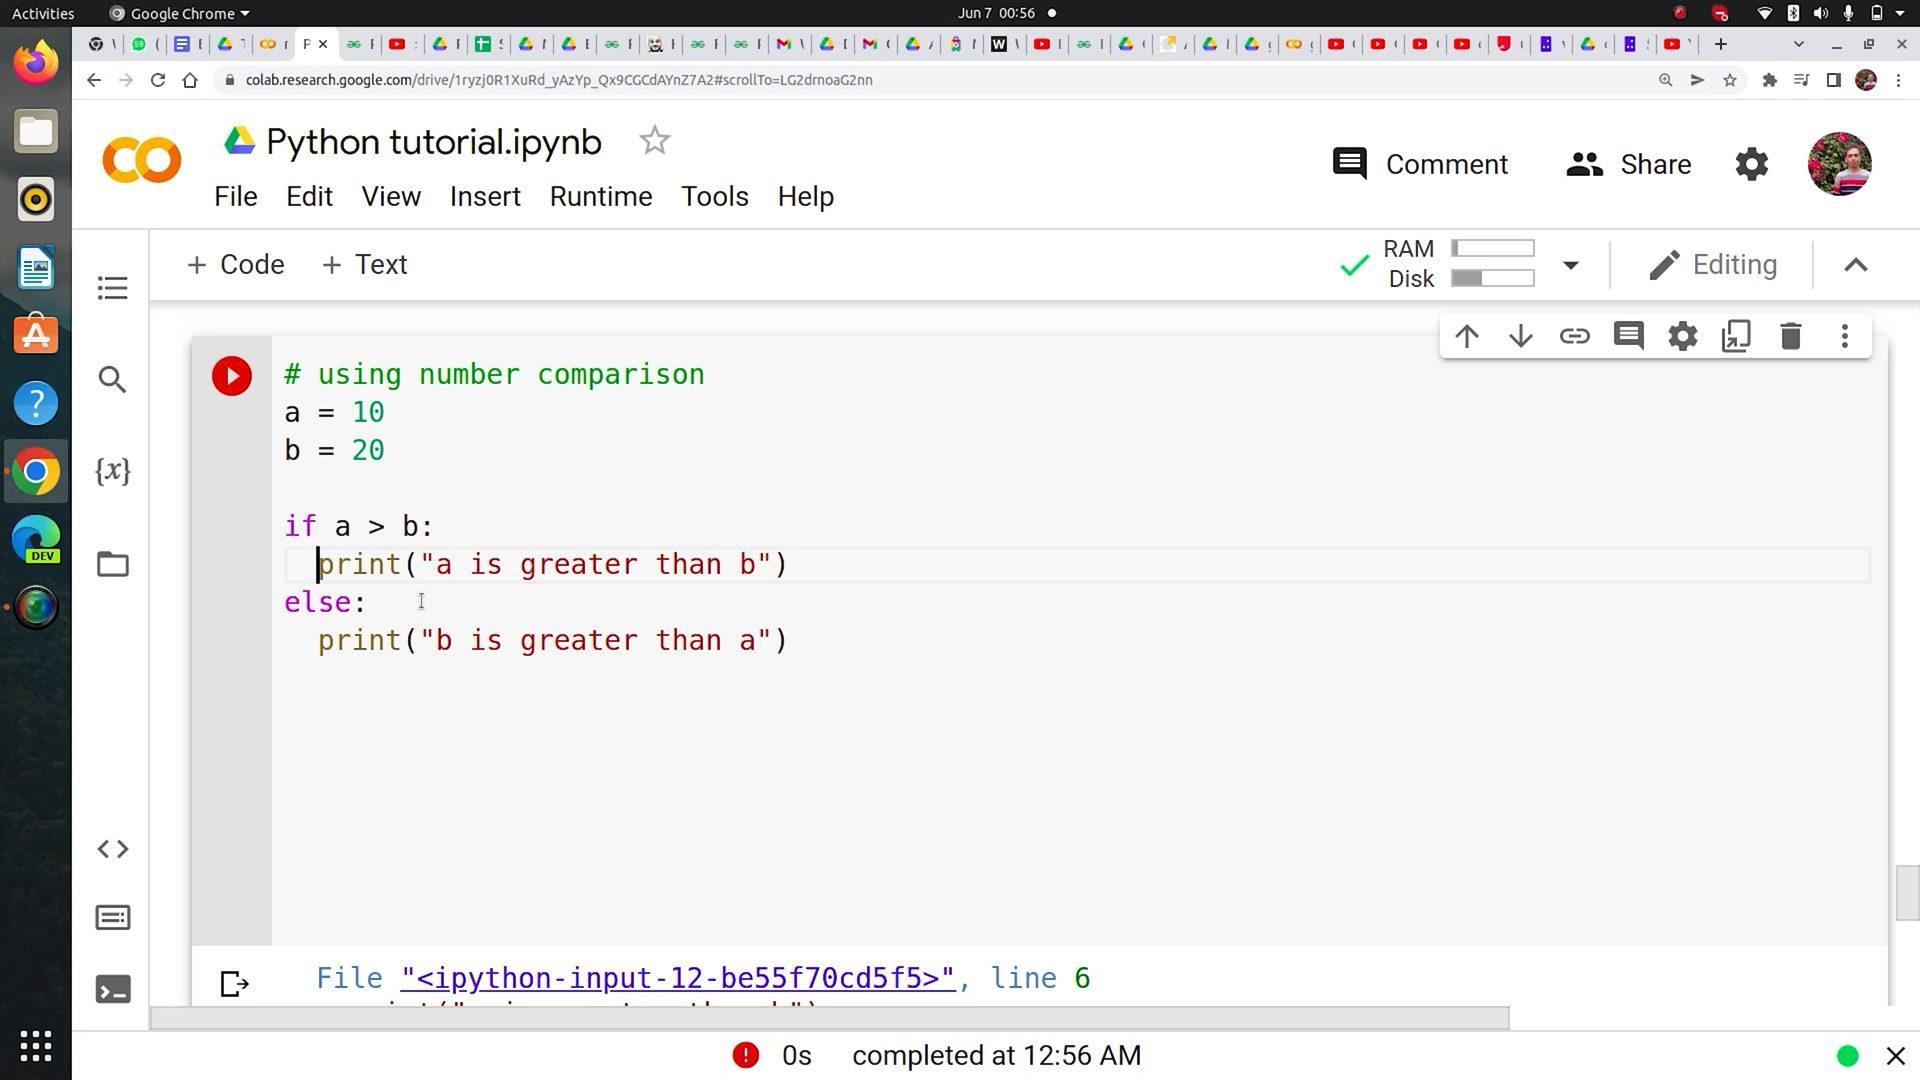 Activities
Google Chrome
Jun 7 00:56
colab.research.google.com/drive/1ryzj0R1XuRd_yAzYp_Qx9CGCdAYnZ7A2#scrollTo=LG2drnoaG2nn
Python tutorial.ipynb
Comment
Share
File Edit View Insert Runtime Tools Help
+ Code + Text
RAM
Disk
Editing
{x}
# using number comparison
a = 10
b = 20
if a > b:
print("a is greater than b")
else:
print("b is greater than a")
DEV
File "<ipython-input-12-be55f70cd5f5>", line 6
0s completed at 12:56 AM